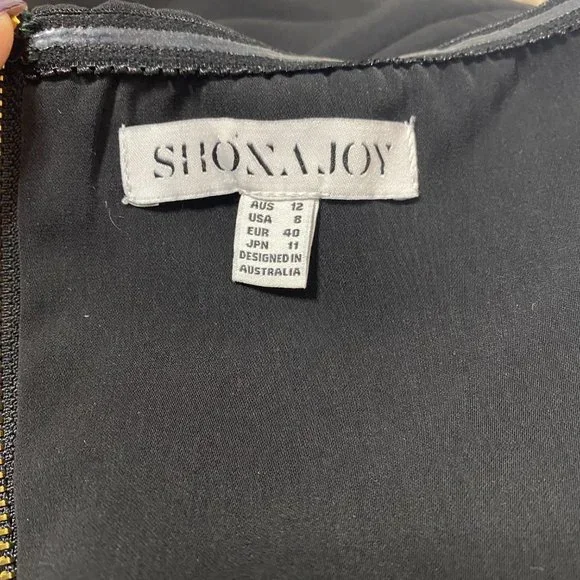 SHONA JOY
AUS 12
USA 8
EUR 40
JPN 11
DESIGNED IN
AUSTRALIA